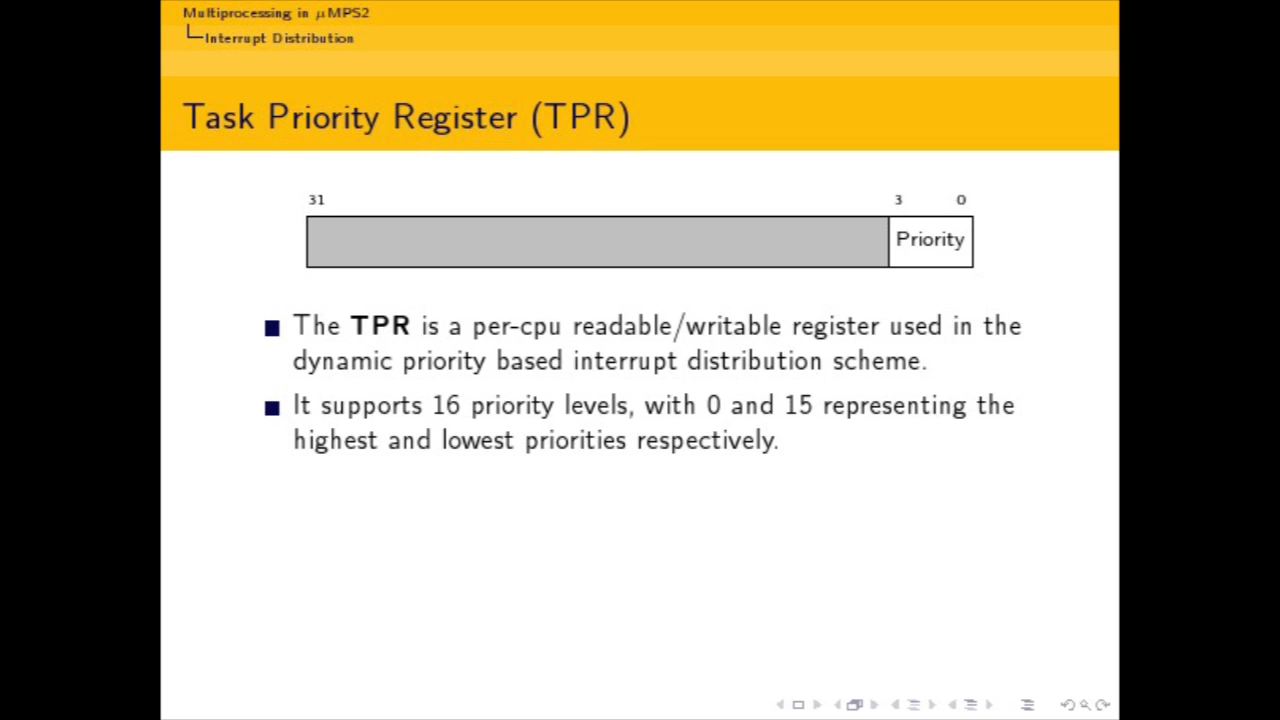 Multiprocessing in μMPS2
Interrupt Distribution
Task Priority Register (TPR)
31 3 0
Priority
The TPR is a per-cpu readable/writable register used in the
dynamic priority based interrupt distribution scheme.
It supports 16 priority levels, with 0 and 15 representing the
highest and lowest priorities respectively.